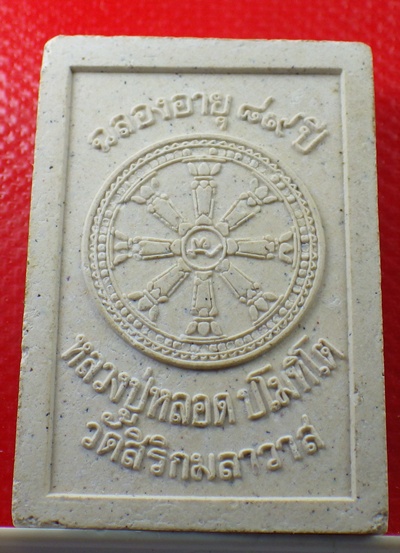 ฉลองอายุ ๘๙ ปี
หลวงปู่หลอด ปโมทิโต
วัดสิริกมลาวาส